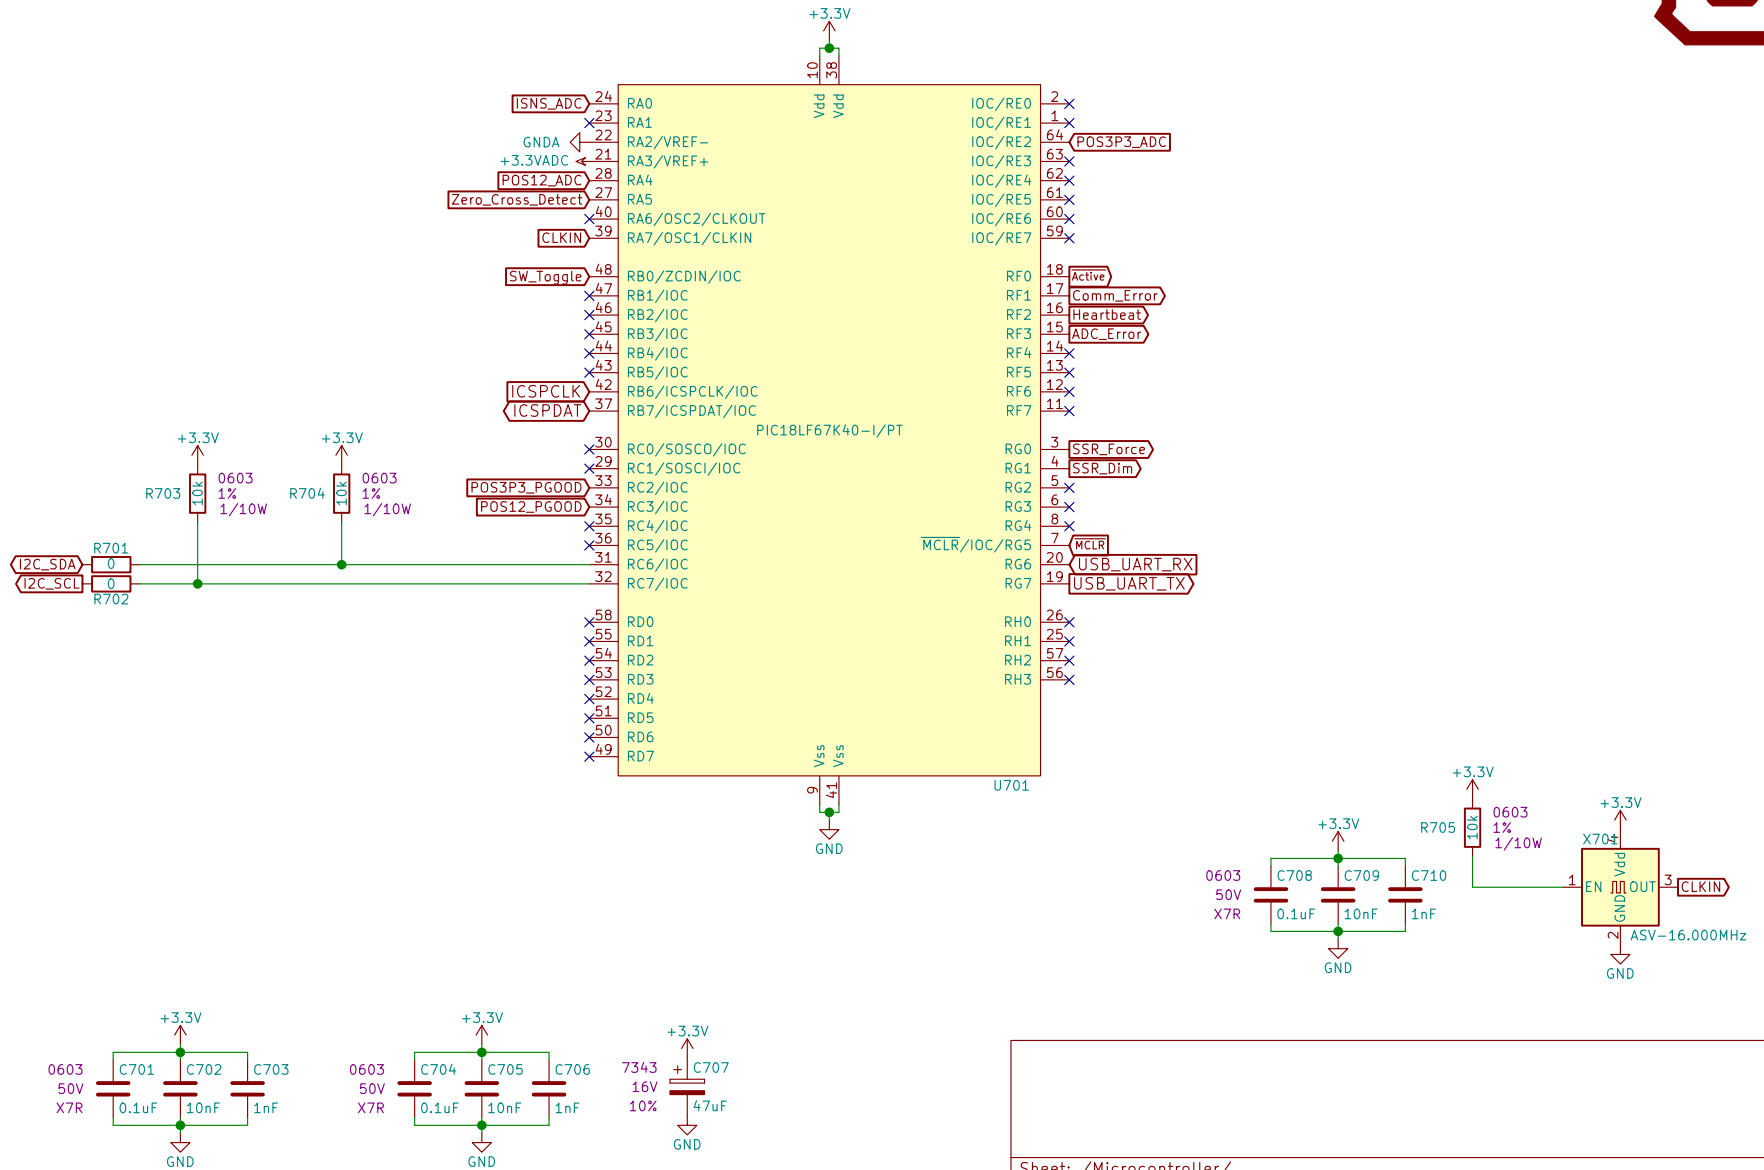 +3.3V
10
38
Vdd
Vdd
ISNS_ADC 24 RA0
23 RA1
GNDA 22 RA2/VREF-
+3.3VADC 21 RA3/VREF+
POS12_ADC 28 RA4
Zero_Cross_Detect 27 RA5
40 RA6/OSC2/CLKOUT
CLKIN 39 RA7/OSC1/CLKIN
SW_Toggle 48 RB0/ZCDIN/IOC
47 RB1/IOC
46 RB2/IOC
45 RB3/IOC
44 RB4/IOC
43 RB5/IOC
ICSPCLK 42 RB6/ICSPCLK/IOC
ICSPDAT 37 RB7/ICSPDAT/IOC
PIC18LF67K40-I/PT
30 RC0/SOSCO/IOC
29 RC1/SOSCI/IOC
POS3P3_PGOOD 33 RC2/IOC
POS12_PGOOD 34 RC3/IOC
35 RC4/IOC
36 RC5/IOC
31 RC6/IOC
32 RC7/IOC
58 RD0
55 RD1
54 RD2
53 RD3
52 RD4
51 RD5
50 RD6
49 RD7
IOC/RE0 2
IOC/RE1 1
IOC/RE2 64 POS3P3_ADC
IOC/RE3 63
IOC/RE4 62
IOC/RE5 61
IOC/RE6 60
IOC/RE7 59
RF0 18 Active
RF1 17 Comm_Error
RF2 16 Heartbeat
RF3 15 ADC_Error
RF4 14
RF5 13
RF6 12
RF7 11
RG0 3 SSR_Force
RG1 4 SSR_Dim
RG2 5
RG3 6
RG4 8
MCLR/IOC/RG5 7 MCLR
RG6 20 USB_UART_RX
RG7 19 USB_UART_TX
RH0 26
RH1 25
RH2 57
RH3 56
Vss
Vss
9
41
U701
GND
+3.3V
R703
10k
0603
1%
1/10W
+3.3V
R704
10k
0603
1%
1/10W
R701
I2C_SDA 0
I2C_SCL 0
R702
+3.3V
0603
50V
X7R
C708
0.1uF
C709
10nF
C710
1nF
GND
+3.3V
R705
10k
0603
1%
1/10W
+3.3V
X701
4
Vdd
1 EN OUT 3 CLKIN
GND
2
ASV-16.000MHz
GND
+3.3V
0603
50V
X7R
C701
0.1uF
C702
10nF
C703
1nF
GND
+3.3V
0603
50V
X7R
C704
0.1uF
C705
10nF
C706
1nF
GND
+3.3V
7343
16V
10%
+
C707
47uF
GND
Sheet: /Microcontroller/